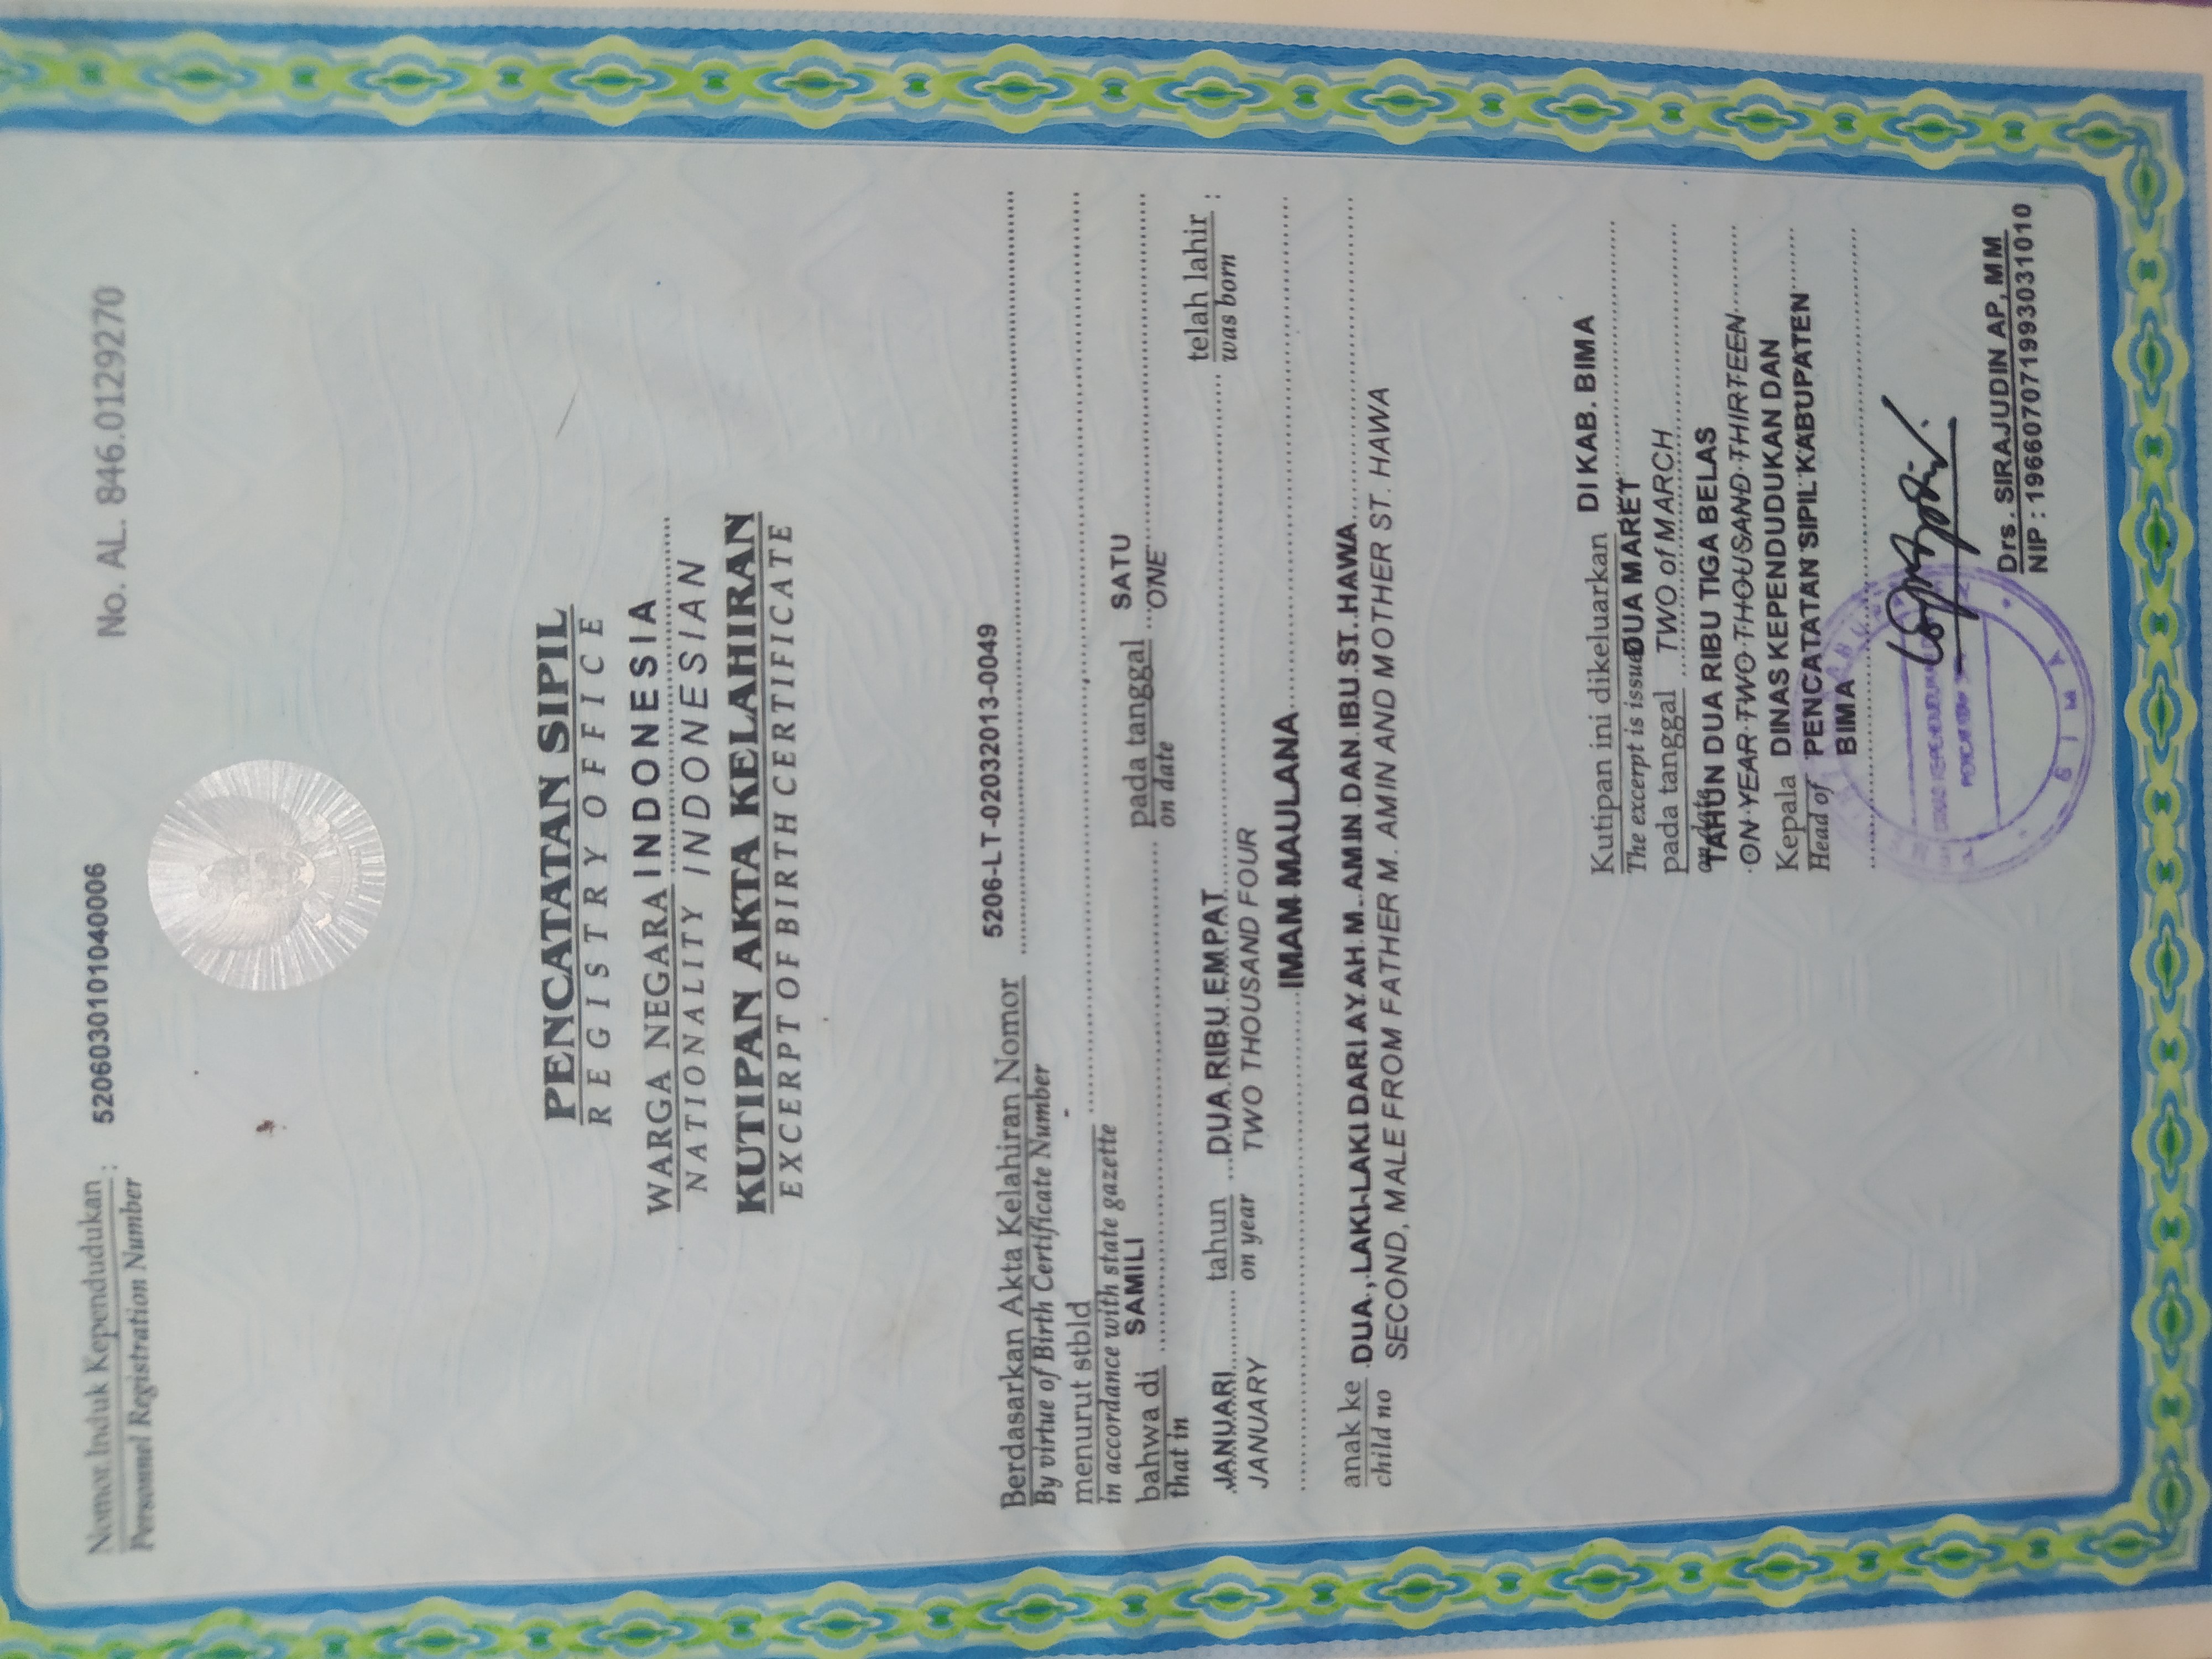 Nomor Induk Kependudukan : 5206030101040006 No. AL. 846.0129270
Personnel Registration Number
PENCATATAN SIPIL
REGISTRY OFFICE
WARGA NEGARA INDONESIA
NATIONALITY INDONESIAN
KUTIPAN AKTA KELAHIRAN
EXCERPT OF BIRTH CERTIFICATE
Berdasarkan Akta Kelahiran Nomor 5206-LT-02032013-0049
By virtue of Birth Certificate Number
menurut stbld -
in accordance with state gazette
bahwa di SAMILI pada tanggal SATU
that in on date ONE
JANUARI tahun DUA RIBU EMPAT telah lahir :
JANUARY on year TWO THOUSAND FOUR was born
IMAM MAULANA
anak ke DUA, LAKI-LAKI DARI AYAH M. AMIN DAN IBU ST. HAWA
child no SECOND, MALE FROM FATHER M. AMIN AND MOTHER ST. HAWA
Kutipan ini dikeluarkan DI KAB. BIMA
The excerpt is issued
pada tanggal DUA MARET
on date TWO of MARCH
TAHUN DUA RIBU TIGA BELAS
ON YEAR TWO THOUSAND THIRTEEN
Kepala DINAS KEPENDUDUKAN DAN
Head of PENCATATAN SIPIL KABUPATEN
BIMA
BIMA
Drs. SIRAJUDIN AP, MM
NIP : 196607071993031010